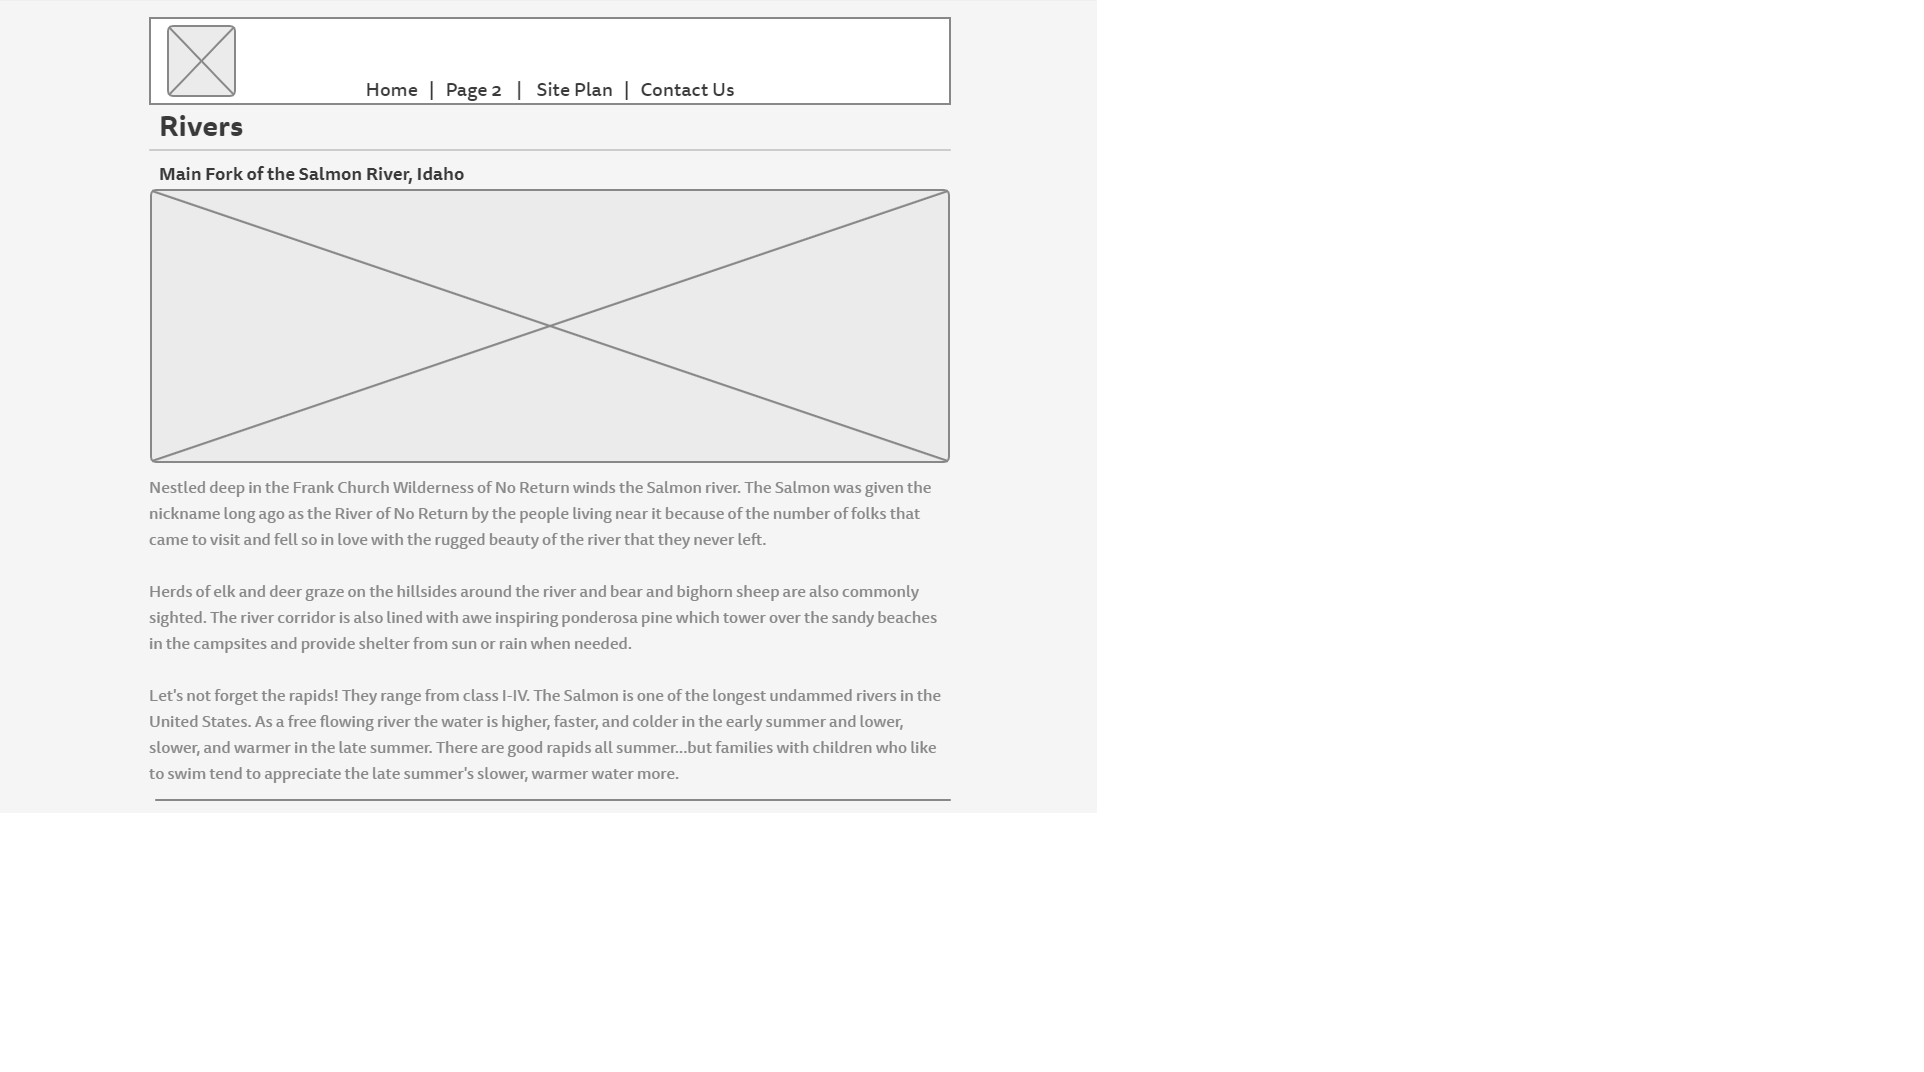 Home | Page 2 | Site Plan | Contact Us
Rivers
Main Fork of the Salmon River, Idaho
Nestled deep in the Frank Church Wilderness of No Return winds the Salmon river. The Salmon was given the
nickname long ago as the River of No Return by the people living near it because of the number of folks that
came to visit and fell so in love with the rugged beauty of the river that they never left.
Herds of elk and deer graze on the hillsides around the river and bear and bighorn sheep are also commonly
sighted. The river corridor is also lined with awe inspiring ponderosa pine which tower over the sandy beaches
in the campsites and provide shelter from sun or rain when needed.
Let's not forget the rapids! They range from class I-IV. The Salmon is one of the longest undammed rivers in the
United States. As a free flowing river the water is higher, faster, and colder in the early summer and lower,
slower, and warmer in the late summer. There are good rapids all summer...but families with children who like
to swim tend to appreciate the late summer's slower, warmer water more.